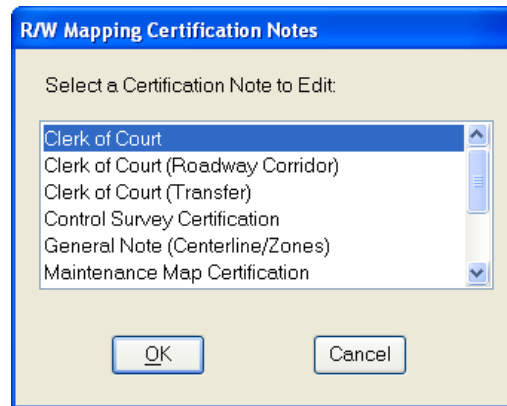 R/W Mapping Certification Notes
Select a Certification Note to Edit:
Clerk of Court
Clerk of Court (Roadway Corridor)
Clerk of Court (Transfer)
Control Survey Certification
General Note (Centerline/Zones)
Maintenance Map Certification
OK Cancel